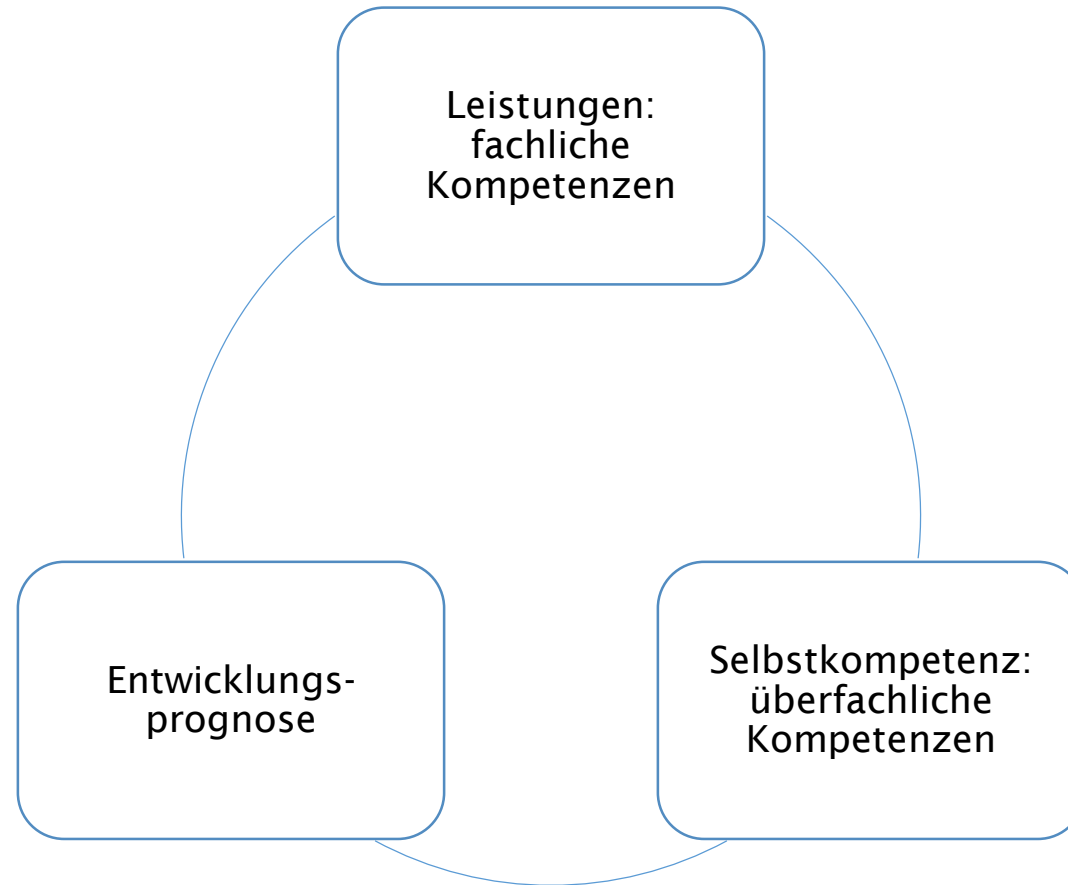 Leistungen:
fachliche
Kompetenzen
Entwicklungs-
prognose
Selbstkompetenz:
überfachliche
Kompetenzen